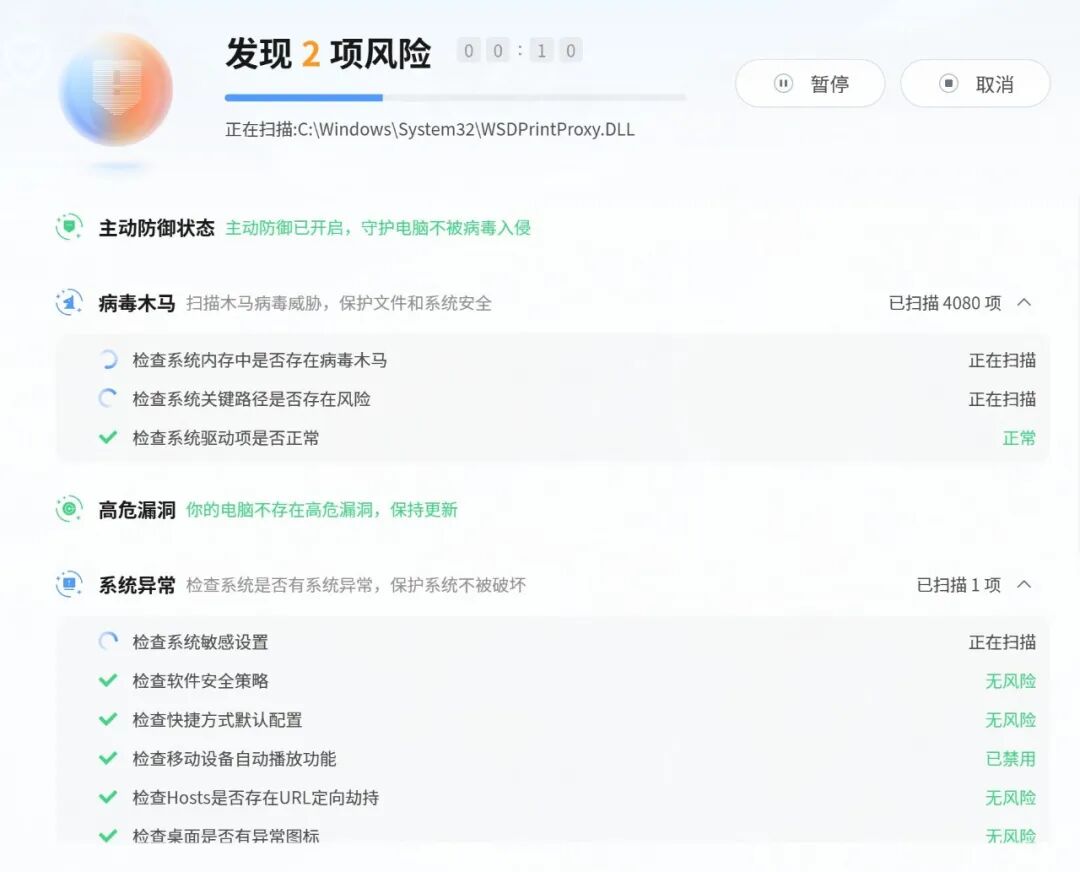 发现 2 项风险 00:10
暂停
取消
正在扫描:C:\Windows\System32\WSDPrintProxy.DLL
主动防御状态 主动防御已开启，守护电脑不被病毒入侵
病毒木马 扫描木马病毒威胁，保护文件和系统安全 已扫描 4080 项
检查系统内存中是否存在病毒木马 正在扫描
检查系统关键路径是否存在风险 正在扫描
检查系统驱动项是否正常 正常
高危漏洞 你的电脑不存在高危漏洞，保持更新
系统异常 检查系统是否有系统异常，保护系统不被破坏 已扫描 1 项
检查系统敏感设置 正在扫描
检查软件安全策略 无风险
检查快捷方式默认配置 无风险
检查移动设备自动播放功能 已禁用
检查Hosts是否存在URL定向劫持 无风险
检查桌面是否有异常图标 无风险